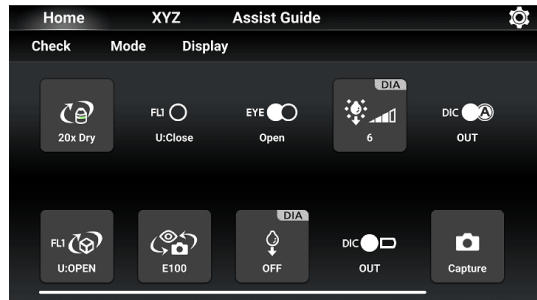 Home XYZ Assist Guide
Check Mode Display
DIA
FL1 EYE DIC A
20x Dry U:Close Open 6 OUT
DIA
FL1 DIC
U:OPEN E100 OFF OUT Capture